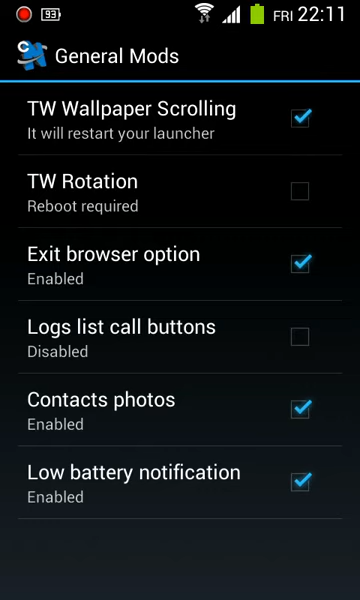 93
FRI 22:11
C
General Mods
TW Wallpaper Scrolling
It will restart your launcher
TW Rotation
Reboot required
Exit browser option
Enabled
Logs list call buttons
Disabled
Contacts photos
Enabled
Low battery notification
Enabled